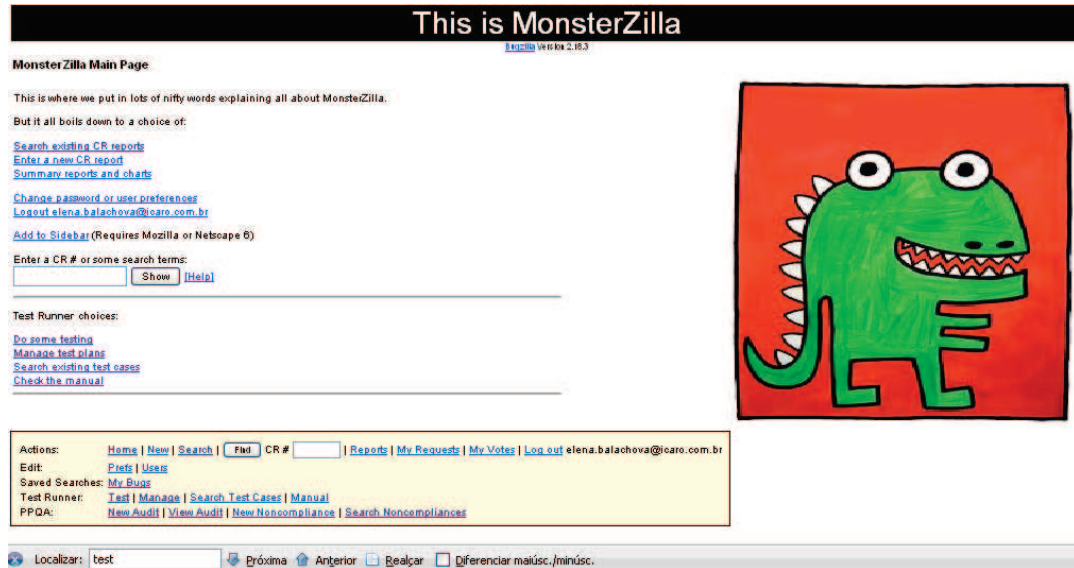 This is MonsterZilla
Bugzilla Version 2.18.3
MonsterZilla Main Page
This is where we put in lots of nifty words explaining all about MonsterZilla.
But it all boils down to a choice of:
Search existing CR reports
Enter a new CR report
Summary reports and charts
Change password or user preferences
Logout elena.balachova@icaro.com.br
Add to Sidebar (Requires Mozilla or Netscape 6)
Enter a CR # or some search terms:
Show [Help]
Test Runner choices:
Do some testing
Manage test plans
Search existing test cases
Check the manual
Actions: Home | New | Search | Find CR # | Reports | My Requests | My Votes | Log out elena.balachova@icaro.com.br
Edit: Prefs | Users
Saved Searches: My Bugs
Test Runner: Test | Manage | Search Test Cases | Manual
PPQA: New Audit | View Audit | New Noncompliance | Search Noncompliances
Localizar: test Próxima Anterior Realçar Diferenciar maiúsc./minúsc.